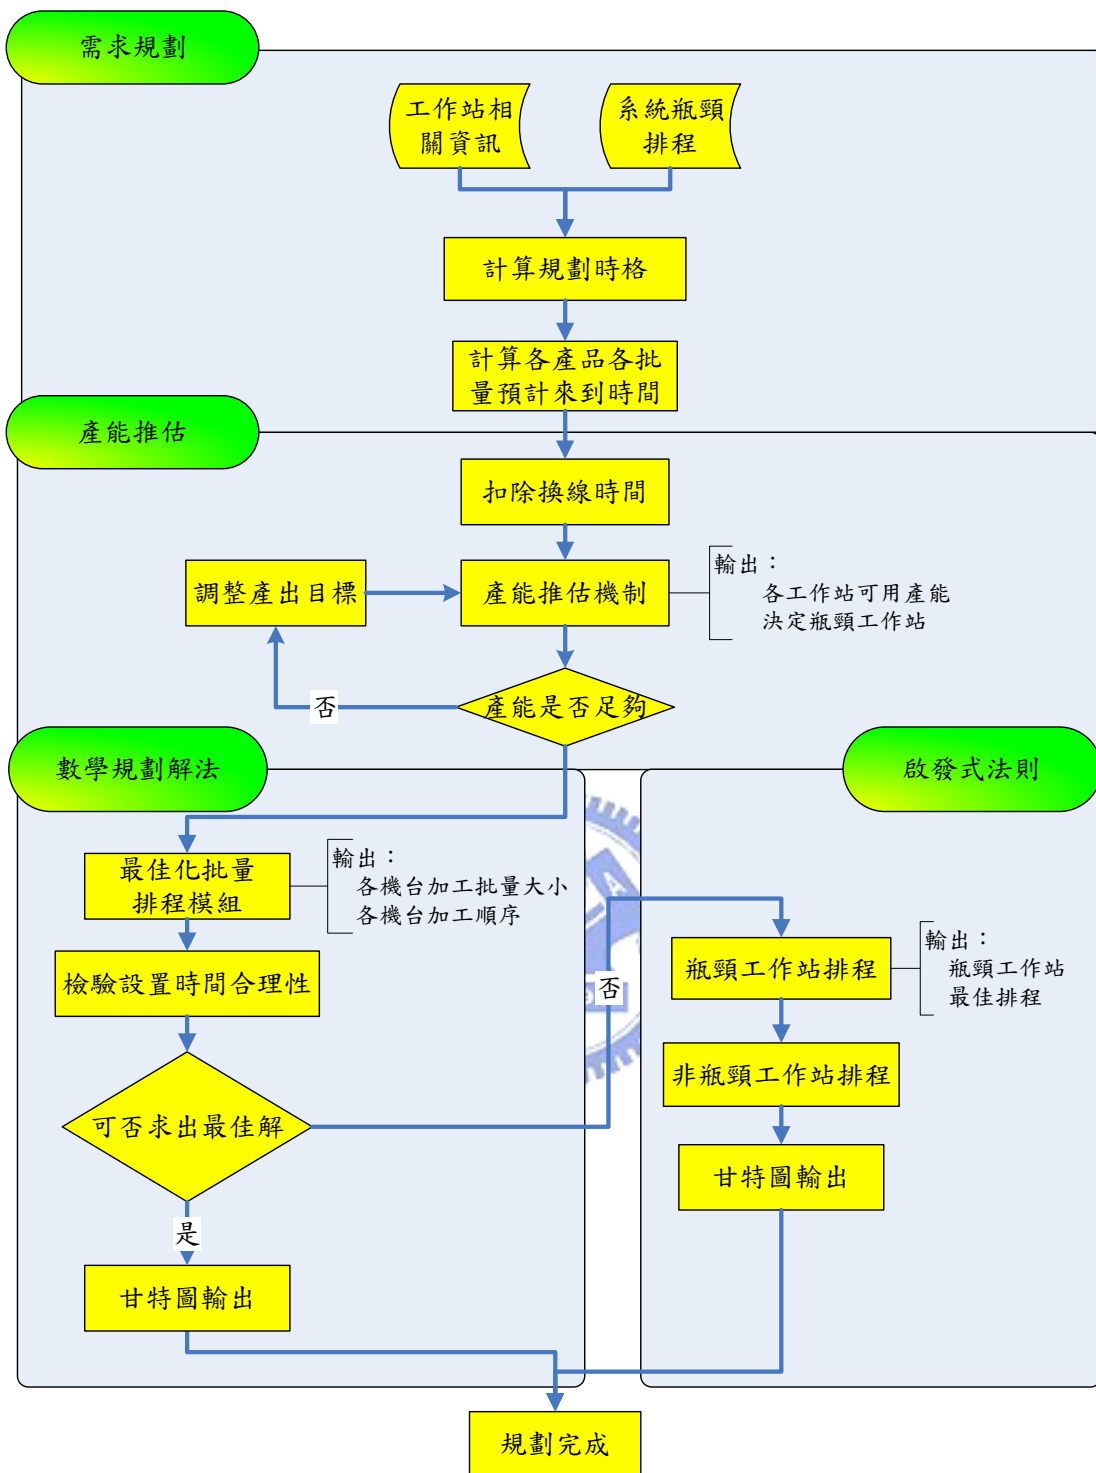 需求規劃
工作站相
關資訊
系統瓶頸
排程
計算規劃時格
計算各產品各批
量預計來到時間
產能推估
扣除換線時間
調整產出目標
產能推估機制
輸出：
各工作站可用產能
決定瓶頸工作站
否
產能是否足夠
數學規劃解法
啟發式法則
最佳化批量
排程模組
輸出：
各機台加工批量大小
各機台加工順序
檢驗設置時間合理性
否
瓶頸工作站排程
輸出：
瓶頸工作站
最佳排程
非瓶頸工作站排程
可否求出最佳解
甘特圖輸出
是
甘特圖輸出
規劃完成